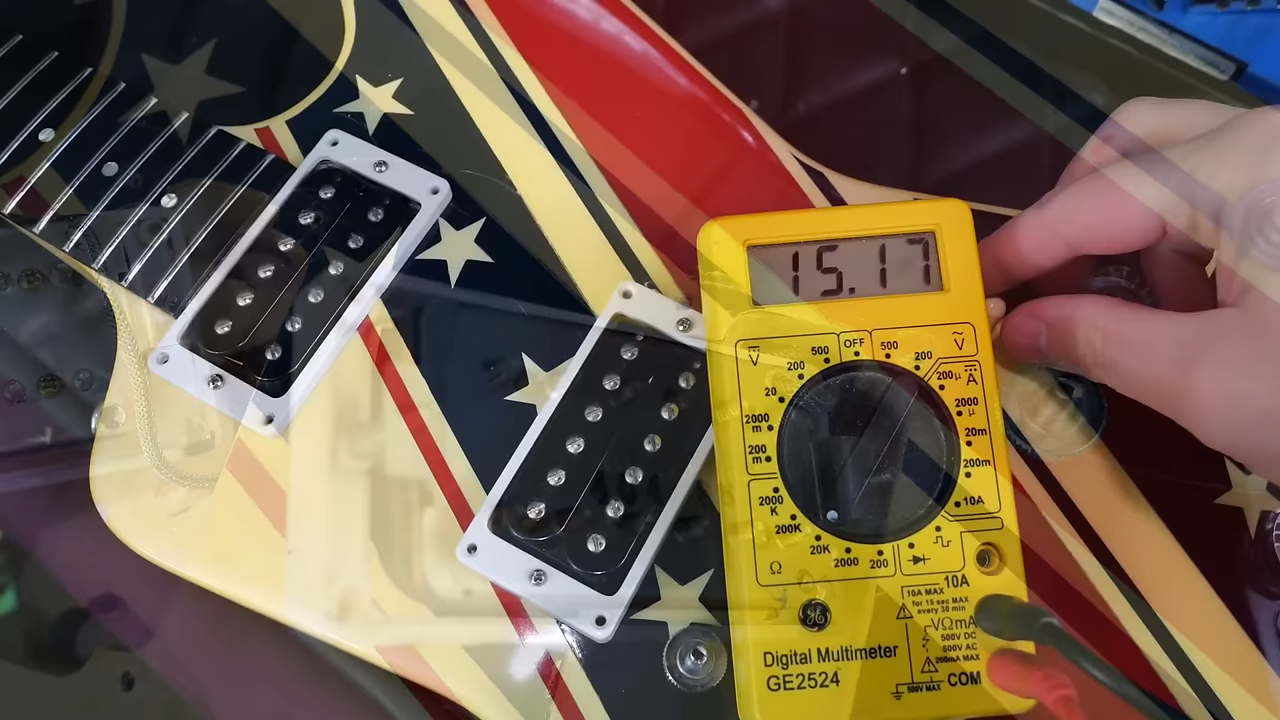 15.17
OFF
V
500
200
20
2000
m
200
m
500
200
V
200µ
A
2000
µ
20m
200m
10A
2000
K
200K
20K
2000
200
Ω
10A
10A MAX
for 15 sec MAX
every 30 min
VΩmA
500V DC
500V AC
200mA MAX
500V MAX
COM
GE
Digital Multimeter
GE2524